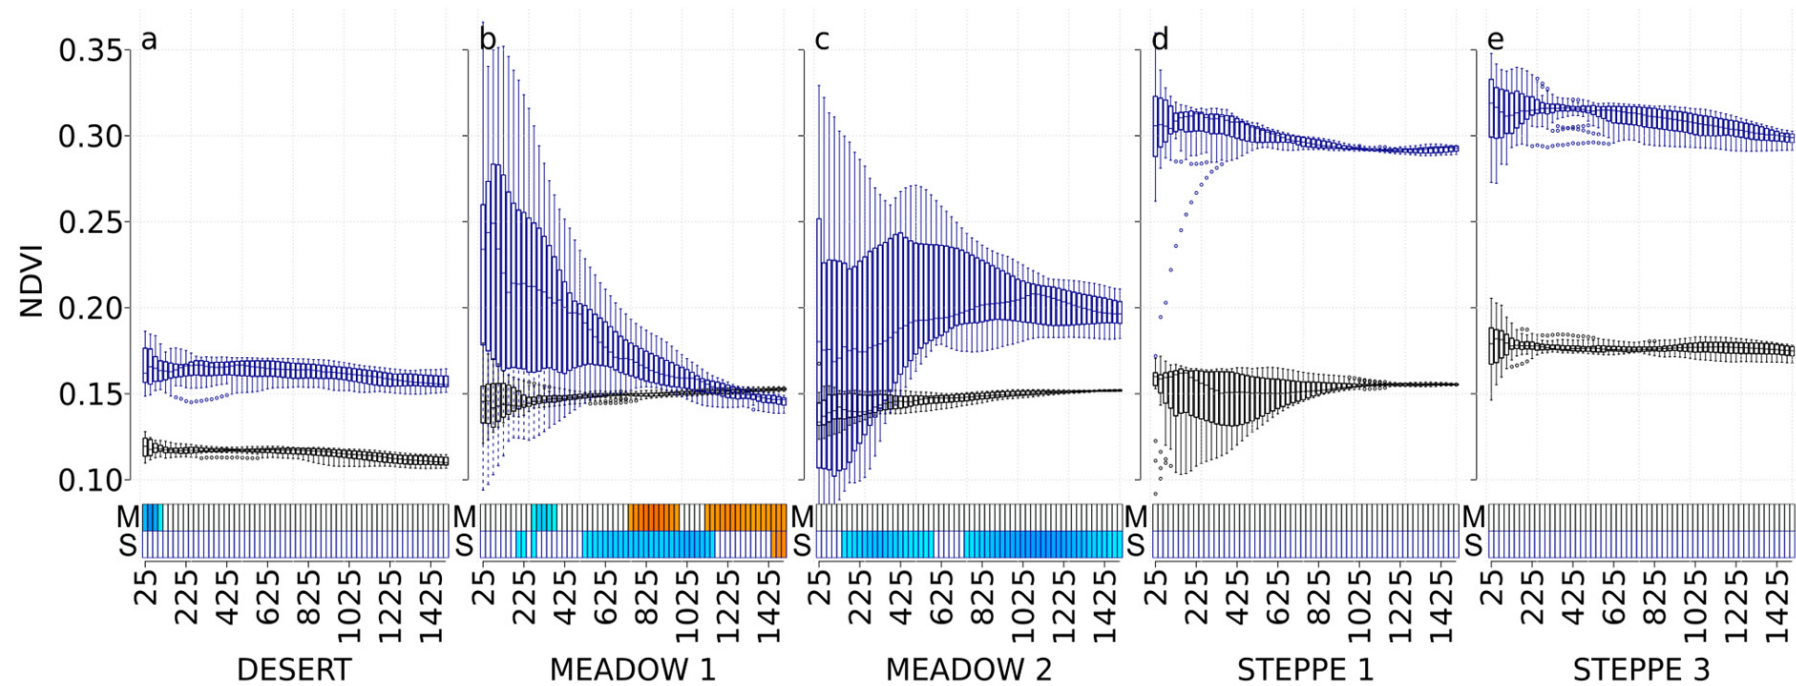 a b c d e
0.35
0.30
0.25
0.20
0.15
0.10
NDVI
M M M M M
S S S S S
25 225 425 625 825 1025 1225 1425 25 225 425 625 825 1025 1225 1425 25 225 425 625 825 1025 1225 1425 25 225 425 625 825 1025 1225 1425 25 225 425 625 825 1025 1225 1425
DESERT MEADOW 1 MEADOW 2 STEPPE 1 STEPPE 3